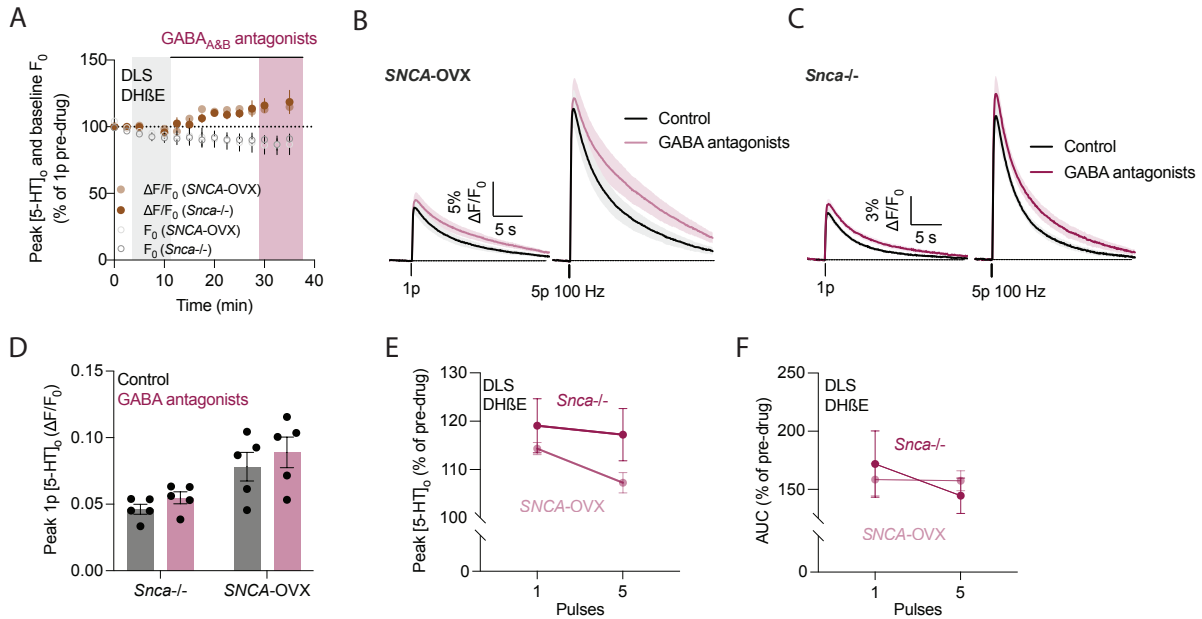 A
GABAA&B antagonists
Peak [5-HT]o and baseline F0
(% of 1p pre-drug)
150
100
50
0
DLS
DHßE
ΔF/F0 (SNCA-OVX)
ΔF/F0 (Snca-/-)
F0 (SNCA-OVX)
F0 (Snca-/-)
0 10 20 30 40
Time (min)
B
SNCA-OVX
Control
GABA antagonists
5%
ΔF/F0
5 s
1p
5p 100 Hz
C
Snca-/-
Control
GABA antagonists
3%
ΔF/F0
5 s
1p
5p 100 Hz
D
Peak 1p [5-HT]o (ΔF/F0)
0.15
0.10
0.05
0.00
Control
GABA antagonists
Snca-/- SNCA-OVX
E
Peak [5-HT]o (% of pre-drug)
130
120
110
100
0
DLS
DHßE
Snca-/-
SNCA-OVX
1 5
Pulses
F
AUC (% of pre-drug)
250
200
150
0
DLS
DHßE
Snca-/-
SNCA-OVX
1 5
Pulses